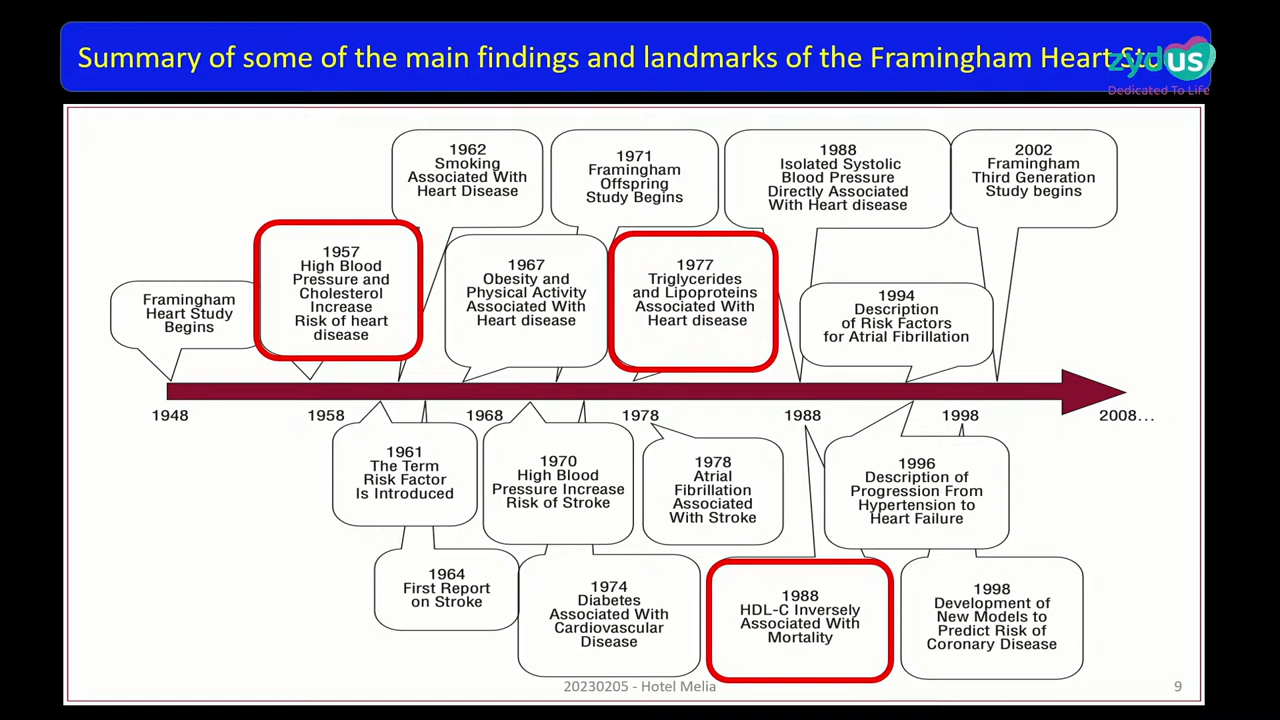 Summary of some of the main findings and landmarks of the Framingham Heart
zydus
Dedicated To Life
1962
Smoking
Associated With
Heart Disease
1971
Framingham
Offspring
Study Begins
1988
Isolated Systolic
Blood Pressure
Directly Associated
With Heart disease
2002
Framingham
Third Generation
Study begins
Framingham
Heart Study
Begins
1957
High Blood
Pressure and
Cholesterol
Increase
Risk of heart
disease
1967
Obesity and
Physical Activity
Associated With
Heart disease
1977
Triglycerides
and Lipoproteins
Associated With
Heart disease
1994
Description
of Risk Factors
for Atrial Fibrillation
1948 1958 1968 1978 1988 1998 2008...
1961
The Term
Risk Factor
Is Introduced
1970
High Blood
Pressure Increase
Risk of Stroke
1978
Atrial
Fibrillation
Associated
With Stroke
1996
Description of
Progression From
Hypertension to
Heart Failure
1964
First Report
on Stroke
1974
Diabetes
Associated With
Cardiovascular
Disease
1988
HDL-C Inversely
Associated With
Mortality
1998
Development of
New Models to
Predict Risk of
Coronary Disease
20230205 - Hotel Melia
9